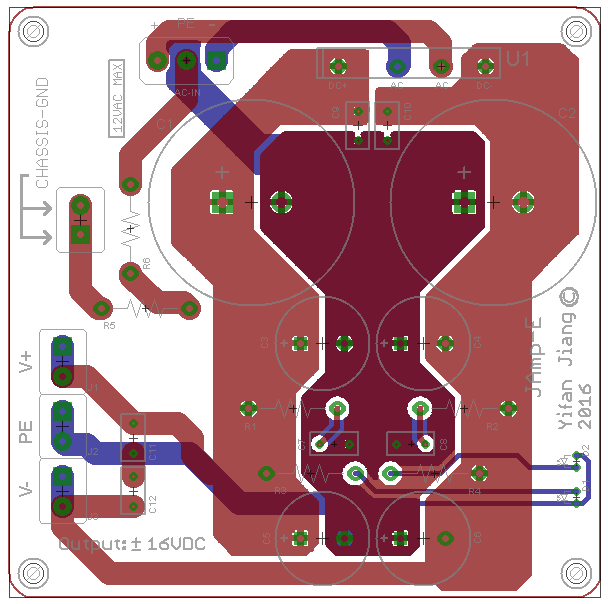 + PE -
U1
DC+ AC AC DC-
AC-IN
12VAC MAX
CHASSIS-GND
C9
C10
C1
C2
R6
R5
C3
C4
V+
J1
R1
R2
JAmp-E
Yifan Jiang ©
2016
PE
J2
C11
C7
C8
R3
R4
V-
J3
C12
C5
C6
Output: ± 16VDC